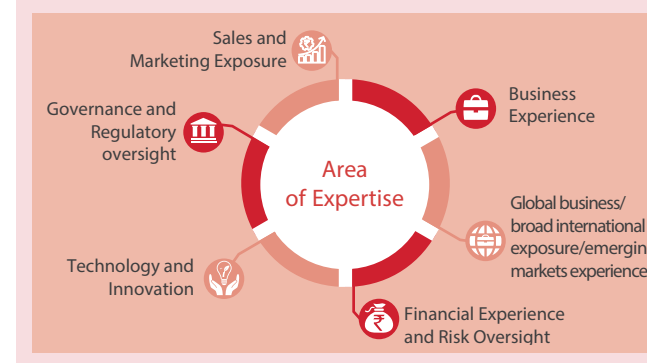 Sales and
Marketing Exposure
Business
Experience
Governance and
Regulatory
oversight
Area
of Expertise
Global business/
broad international
exposure/emergin
markets experience
Technology and
Innovation
₹
Financial Experience
and Risk Oversight